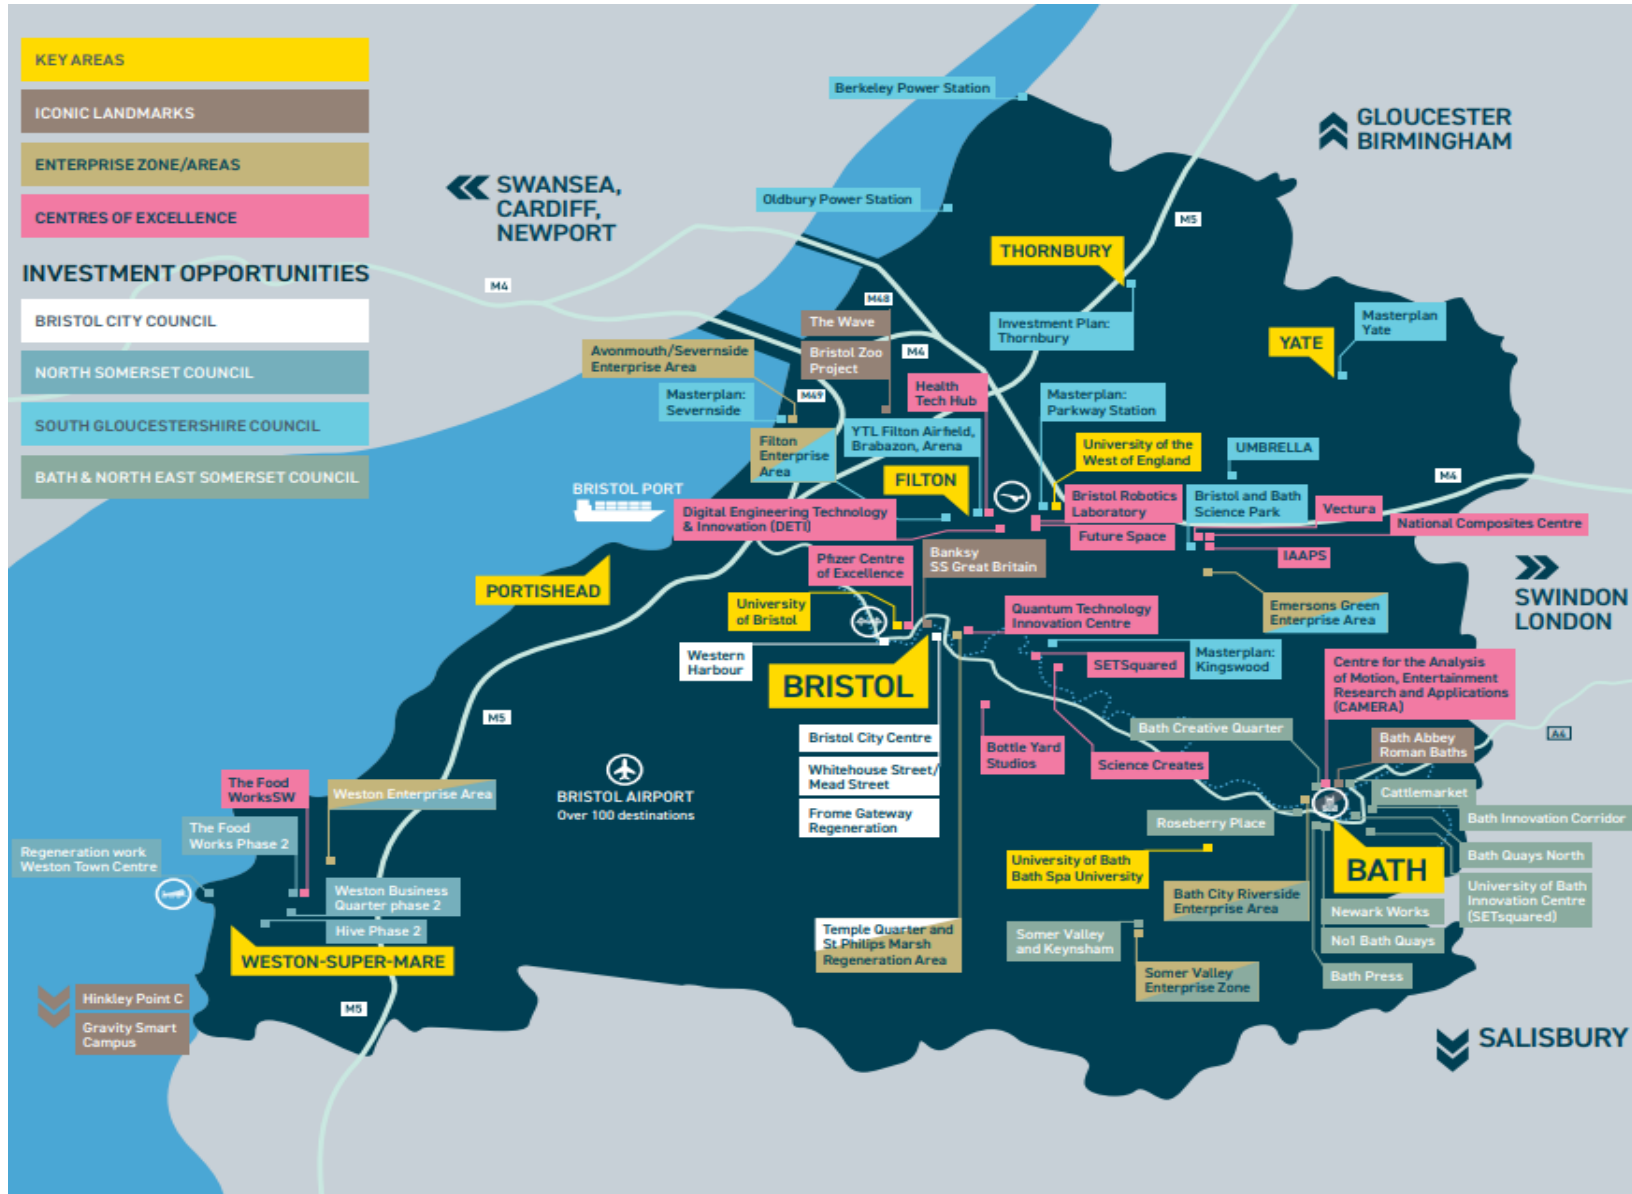 KEY AREAS
ICONIC LANDMARKS
ENTERPRISE ZONE/AREAS
CENTRES OF EXCELLENCE
INVESTMENT OPPORTUNITIES
BRISTOL CITY COUNCIL
NORTH SOMERSET COUNCIL
SOUTH GLOUCESTERSHIRE COUNCIL
BATH & NORTH EAST SOMERSET COUNCIL
Berkeley Power Station
GLOUCESTER
BIRMINGHAM
SWANSEA,
CARDIFF,
NEWPORT
Oldbury Power Station
M5
THORNBURY
M4
M48
The Wave
Investment Plan:
Thornbury
Masterplan
Yate
YATE
Avonmouth/Severnside
Enterprise Area
Bristol Zoo
Project
M4
Masterplan:
Severnside
M49
Health
Tech Hub
Masterplan:
Parkway Station
Filton
Enterprise
Area
YTL Filton Airfield,
Brabazon, Arena
University of the
West of England
UMBRELLA
FILTON
M4
BRISTOL PORT
Digital Engineering Technology
& Innovation (DETI)
Bristol Robotics
Laboratory
Bristol and Bath
Science Park
Vectura
National Composites Centre
Future Space
IAAPS
Pfizer Centre
of Excellence
Banksy
SS Great Britain
SWINDON
LONDON
PORTISHEAD
University
of Bristol
Quantum Technology
Innovation Centre
Emersons Green
Enterprise Area
Western
Harbour
SETSquared
Masterplan:
Kingswood
BRISTOL
Centre for the Analysis
of Motion, Entertainment
Research and Applications
(CAMERA)
M5
Bristol City Centre
Bath Creative Quarter
Bath Abbey
Roman Baths
A4
Bottle Yard
Studios
Science Creates
Whitehouse Street/
Mead Street
The Food
WorksSW
Weston Enterprise Area
BRISTOL AIRPORT
Over 100 destinations
Cattlemarket
Frome Gateway
Regeneration
Roseberry Place
Bath Innovation Corridor
The Food
Works Phase 2
Regeneration work
Weston Town Centre
University of Bath
Bath Spa University
BATH
Bath Quays North
Weston Business
Quarter phase 2
Bath City Riverside
Enterprise Area
University of Bath
Innovation Centre
(SETsquared)
Newark Works
Hive Phase 2
Temple Quarter and
St Philips Marsh
Regeneration Area
Somer Valley
and Keynsham
No1 Bath Quays
WESTON-SUPER-MARE
Somer Valley
Enterprise Zone
Bath Press
Hinkley Point C
M5
Gravity Smart
Campus
SALISBURY